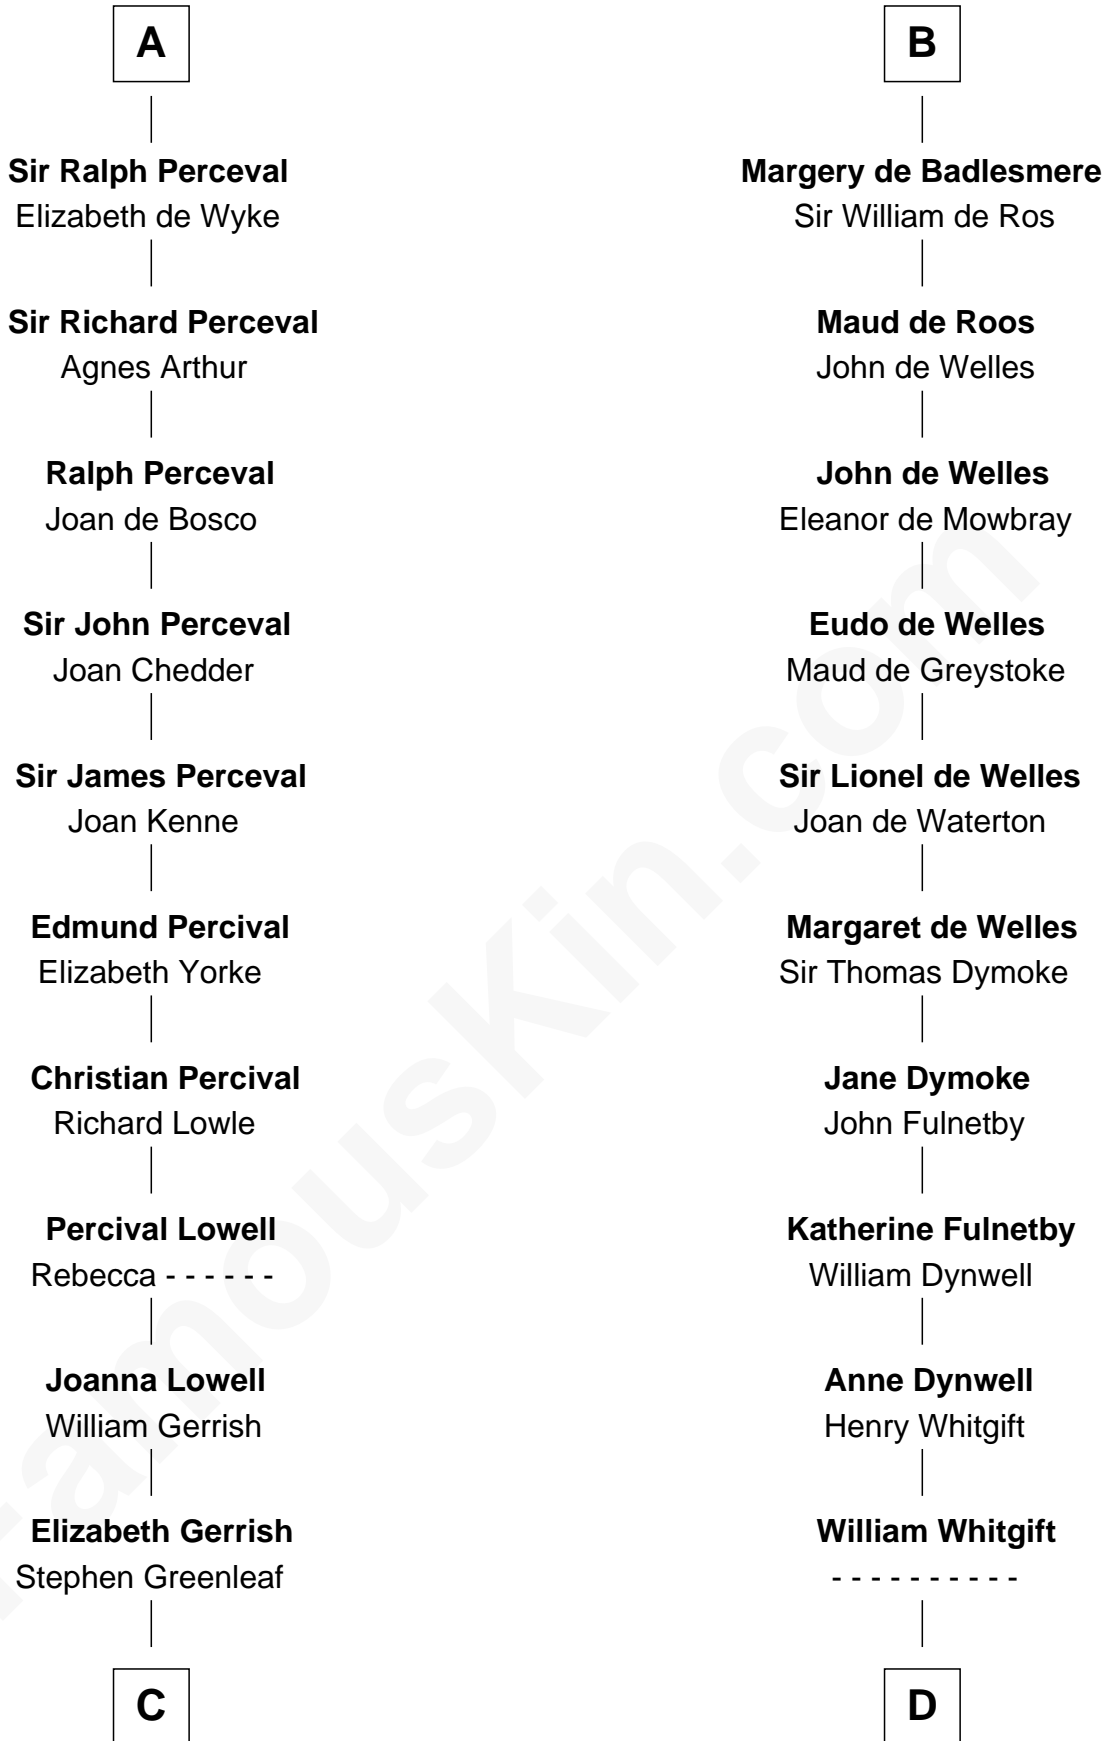 A
Sir Ralph Perceval
Elizabeth de Wyke
Sir Richard Perceval
Agnes Arthur
Ralph Perceval
Joan de Bosco
Sir John Perceval
Joan Chedder
Sir James Perceval
Joan Kenne
Edmund Percival
Elizabeth Yorke
Christian Percival
Richard Lowle
Percival Lowell
Rebecca - - - - - -
Joanna Lowell
William Gerrish
Elizabeth Gerrish
Stephen Greenleaf
C
B
Margery de Badlesmere
Sir William de Ros
Maud de Roos
John de Welles
John de Welles
Eleanor de Mowbray
Eudo de Welles
Maud de Greystoke
Sir Lionel de Welles
Joan de Waterton
Margaret de Welles
Sir Thomas Dymoke
Jane Dymoke
John Fulnetby
Katherine Fulnetby
William Dynwell
Anne Dynwell
Henry Whitgift
William Whitgift
- - - - - - - - - -
D
FamousKin.com